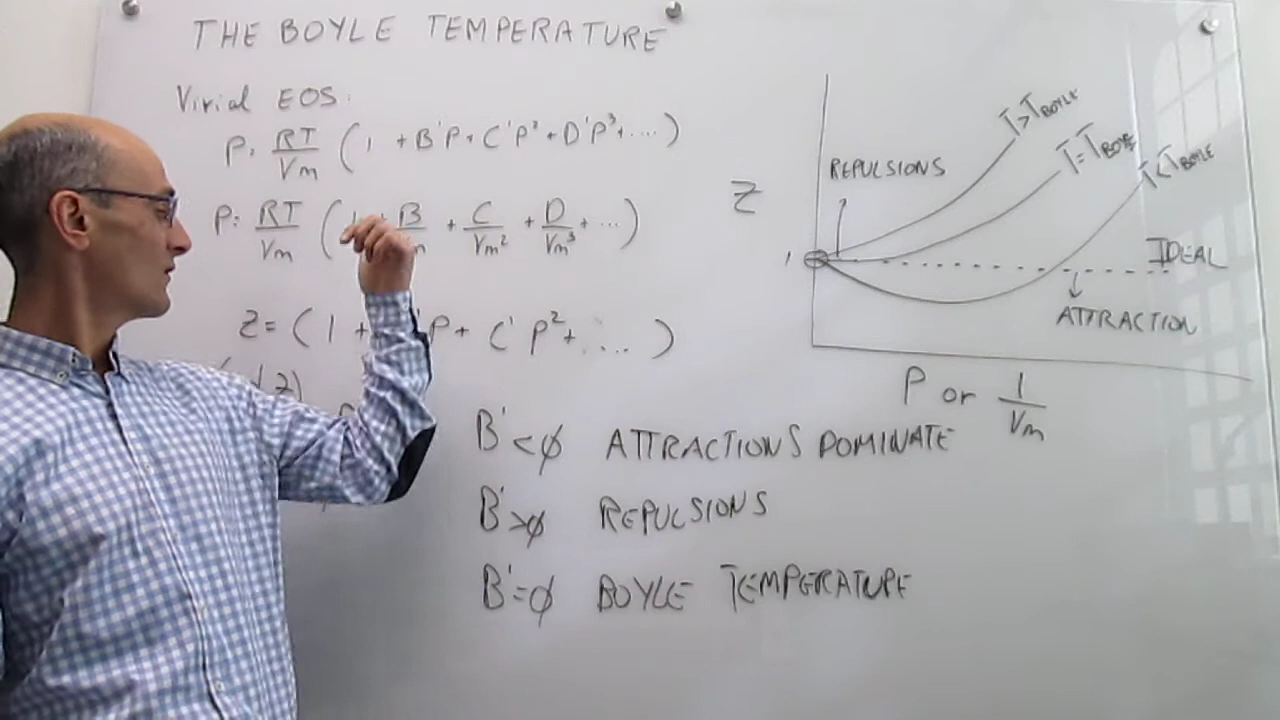 THE BOYLE TEMPERATURE
Virial EOS:
P = RT/Vm ( 1 + B'P + C'P² + D'P³ + .... )
P = RT/Vm ( 1 + B/m + C/Vm² + D/Vm³ + ... )
Z = ( 1 + 'P + C'P² + .... )
Z)
B' < 0 ATTRACTIONS DOMINATE
B' > 0 REPULSIONS
B' = 0 BOYLE TEMPERATURE
T > TBOYLE
T = TBOYLE
T < TBOYLE
REPULSIONS
Z
1
IDEAL
ATTRACTION
P or 1/Vm